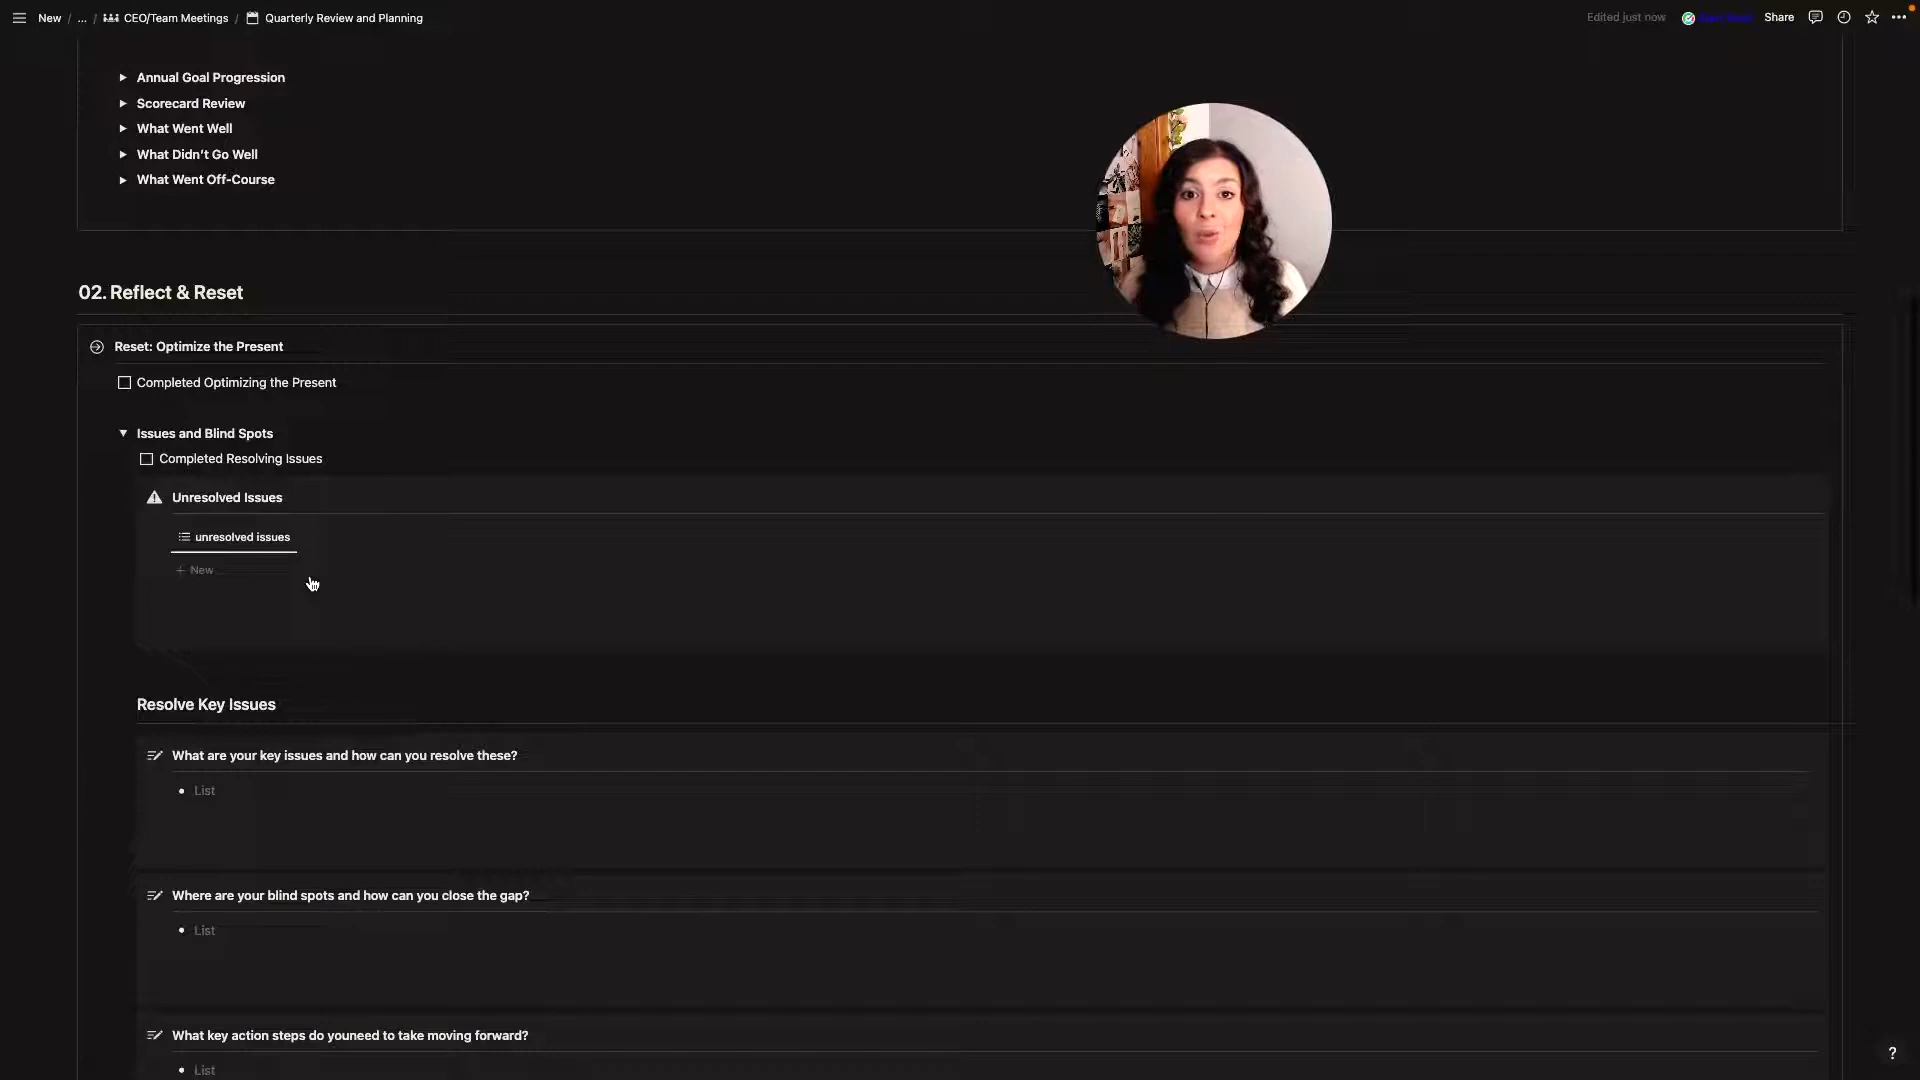 New / ... / CEO/Team Meetings / Quarterly Review and Planning
Edited just now
Share
Annual Goal Progression
Scorecard Review
What Went Well
What Didn't Go Well
What Went Off-Course
02. Reflect & Reset
Reset: Optimize the Present
Completed Optimizing the Present
Issues and Blind Spots
Completed Resolving Issues
Unresolved Issues
unresolved issues
+ New
Resolve Key Issues
What are your key issues and how can you resolve these?
List
Where are your blind spots and how can you close the gap?
List
What key action steps do youneed to take moving forward?
List
?